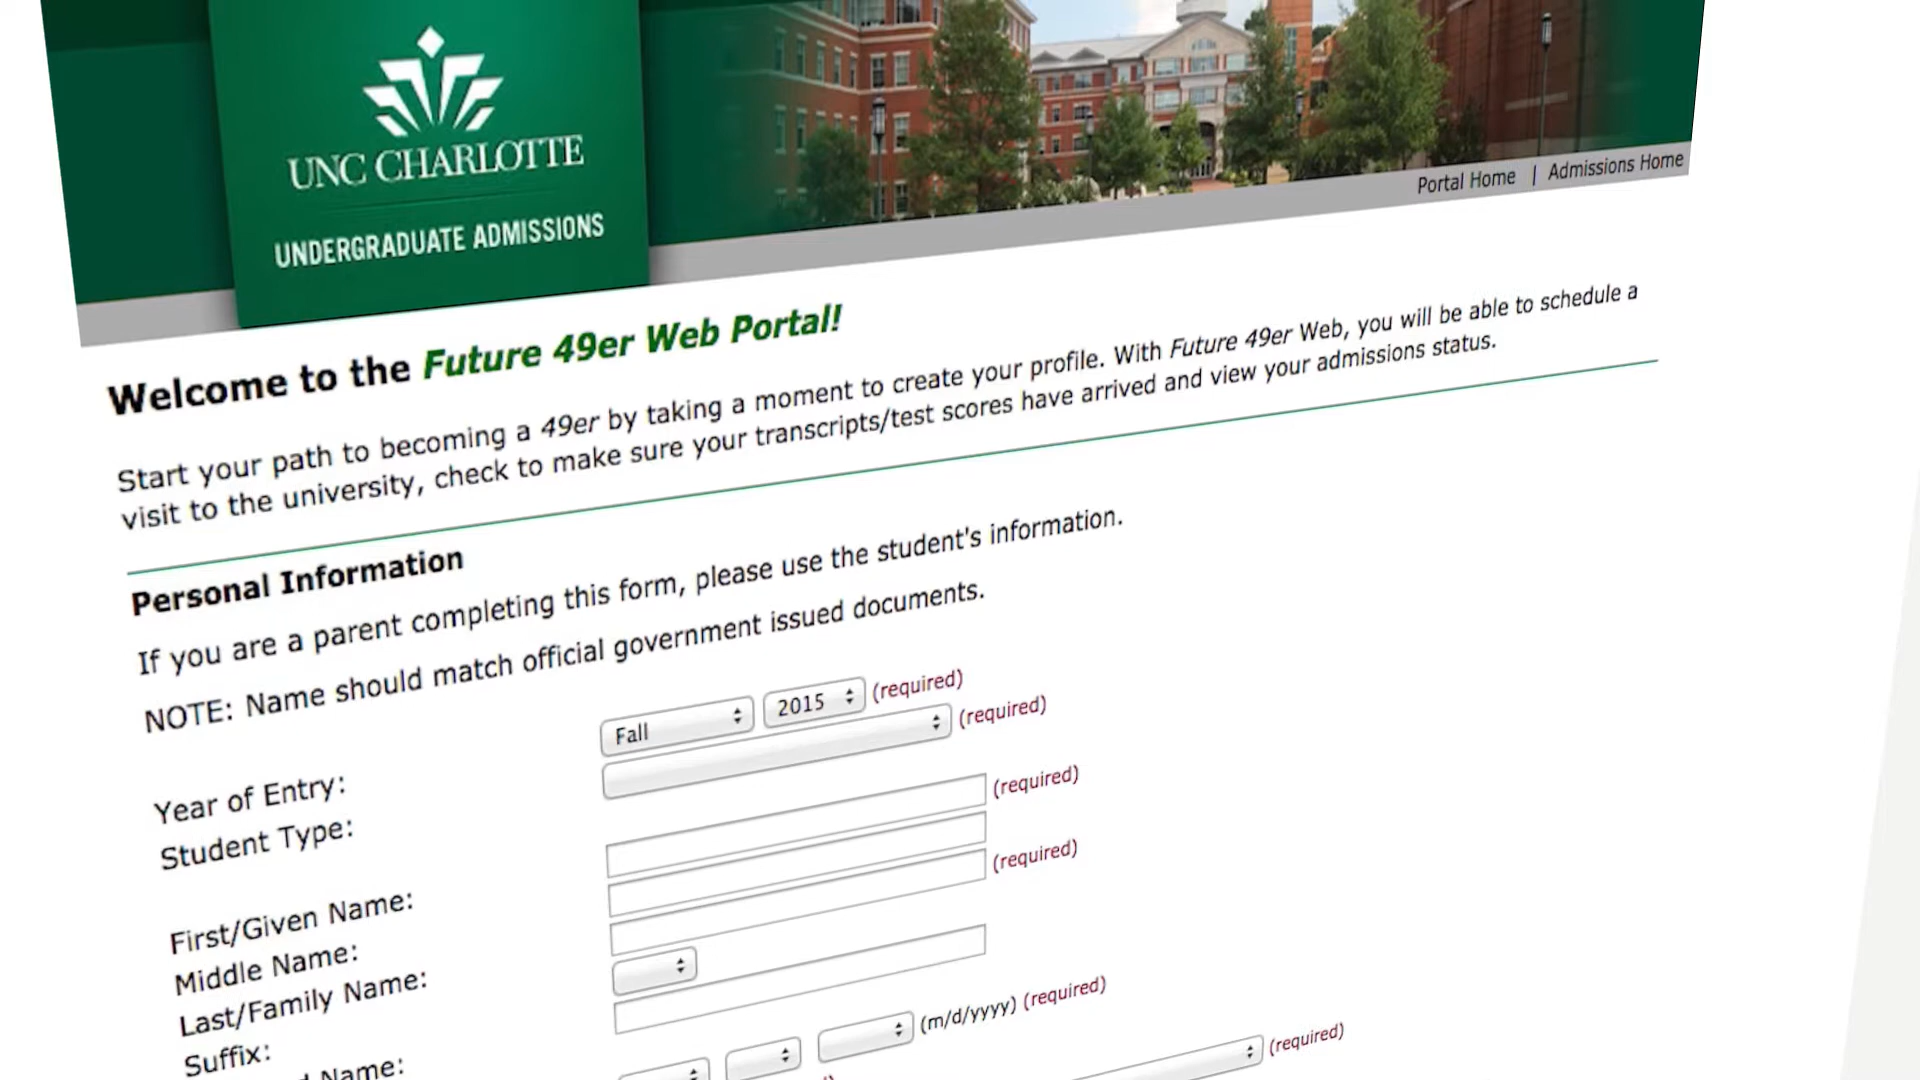 UNC CHARLOTTE
UNDERGRADUATE ADMISSIONS
Portal Home | Admissions Home
Welcome to the Future 49er Web Portal!
Start your path to becoming a 49er by taking a moment to create your profile. With Future 49er Web, you will be able to schedule a
visit to the university, check to make sure your transcripts/test scores have arrived and view your admissions status.
Personal Information
If you are a parent completing this form, please use the student's information.
NOTE: Name should match official government issued documents.
Year of Entry: Fall 2015 (required)
Student Type: (required)
First/Given Name: (required)
Middle Name:
Last/Family Name: (required)
Suffix:
Name:
(m/d/yyyy) (required)
(required)